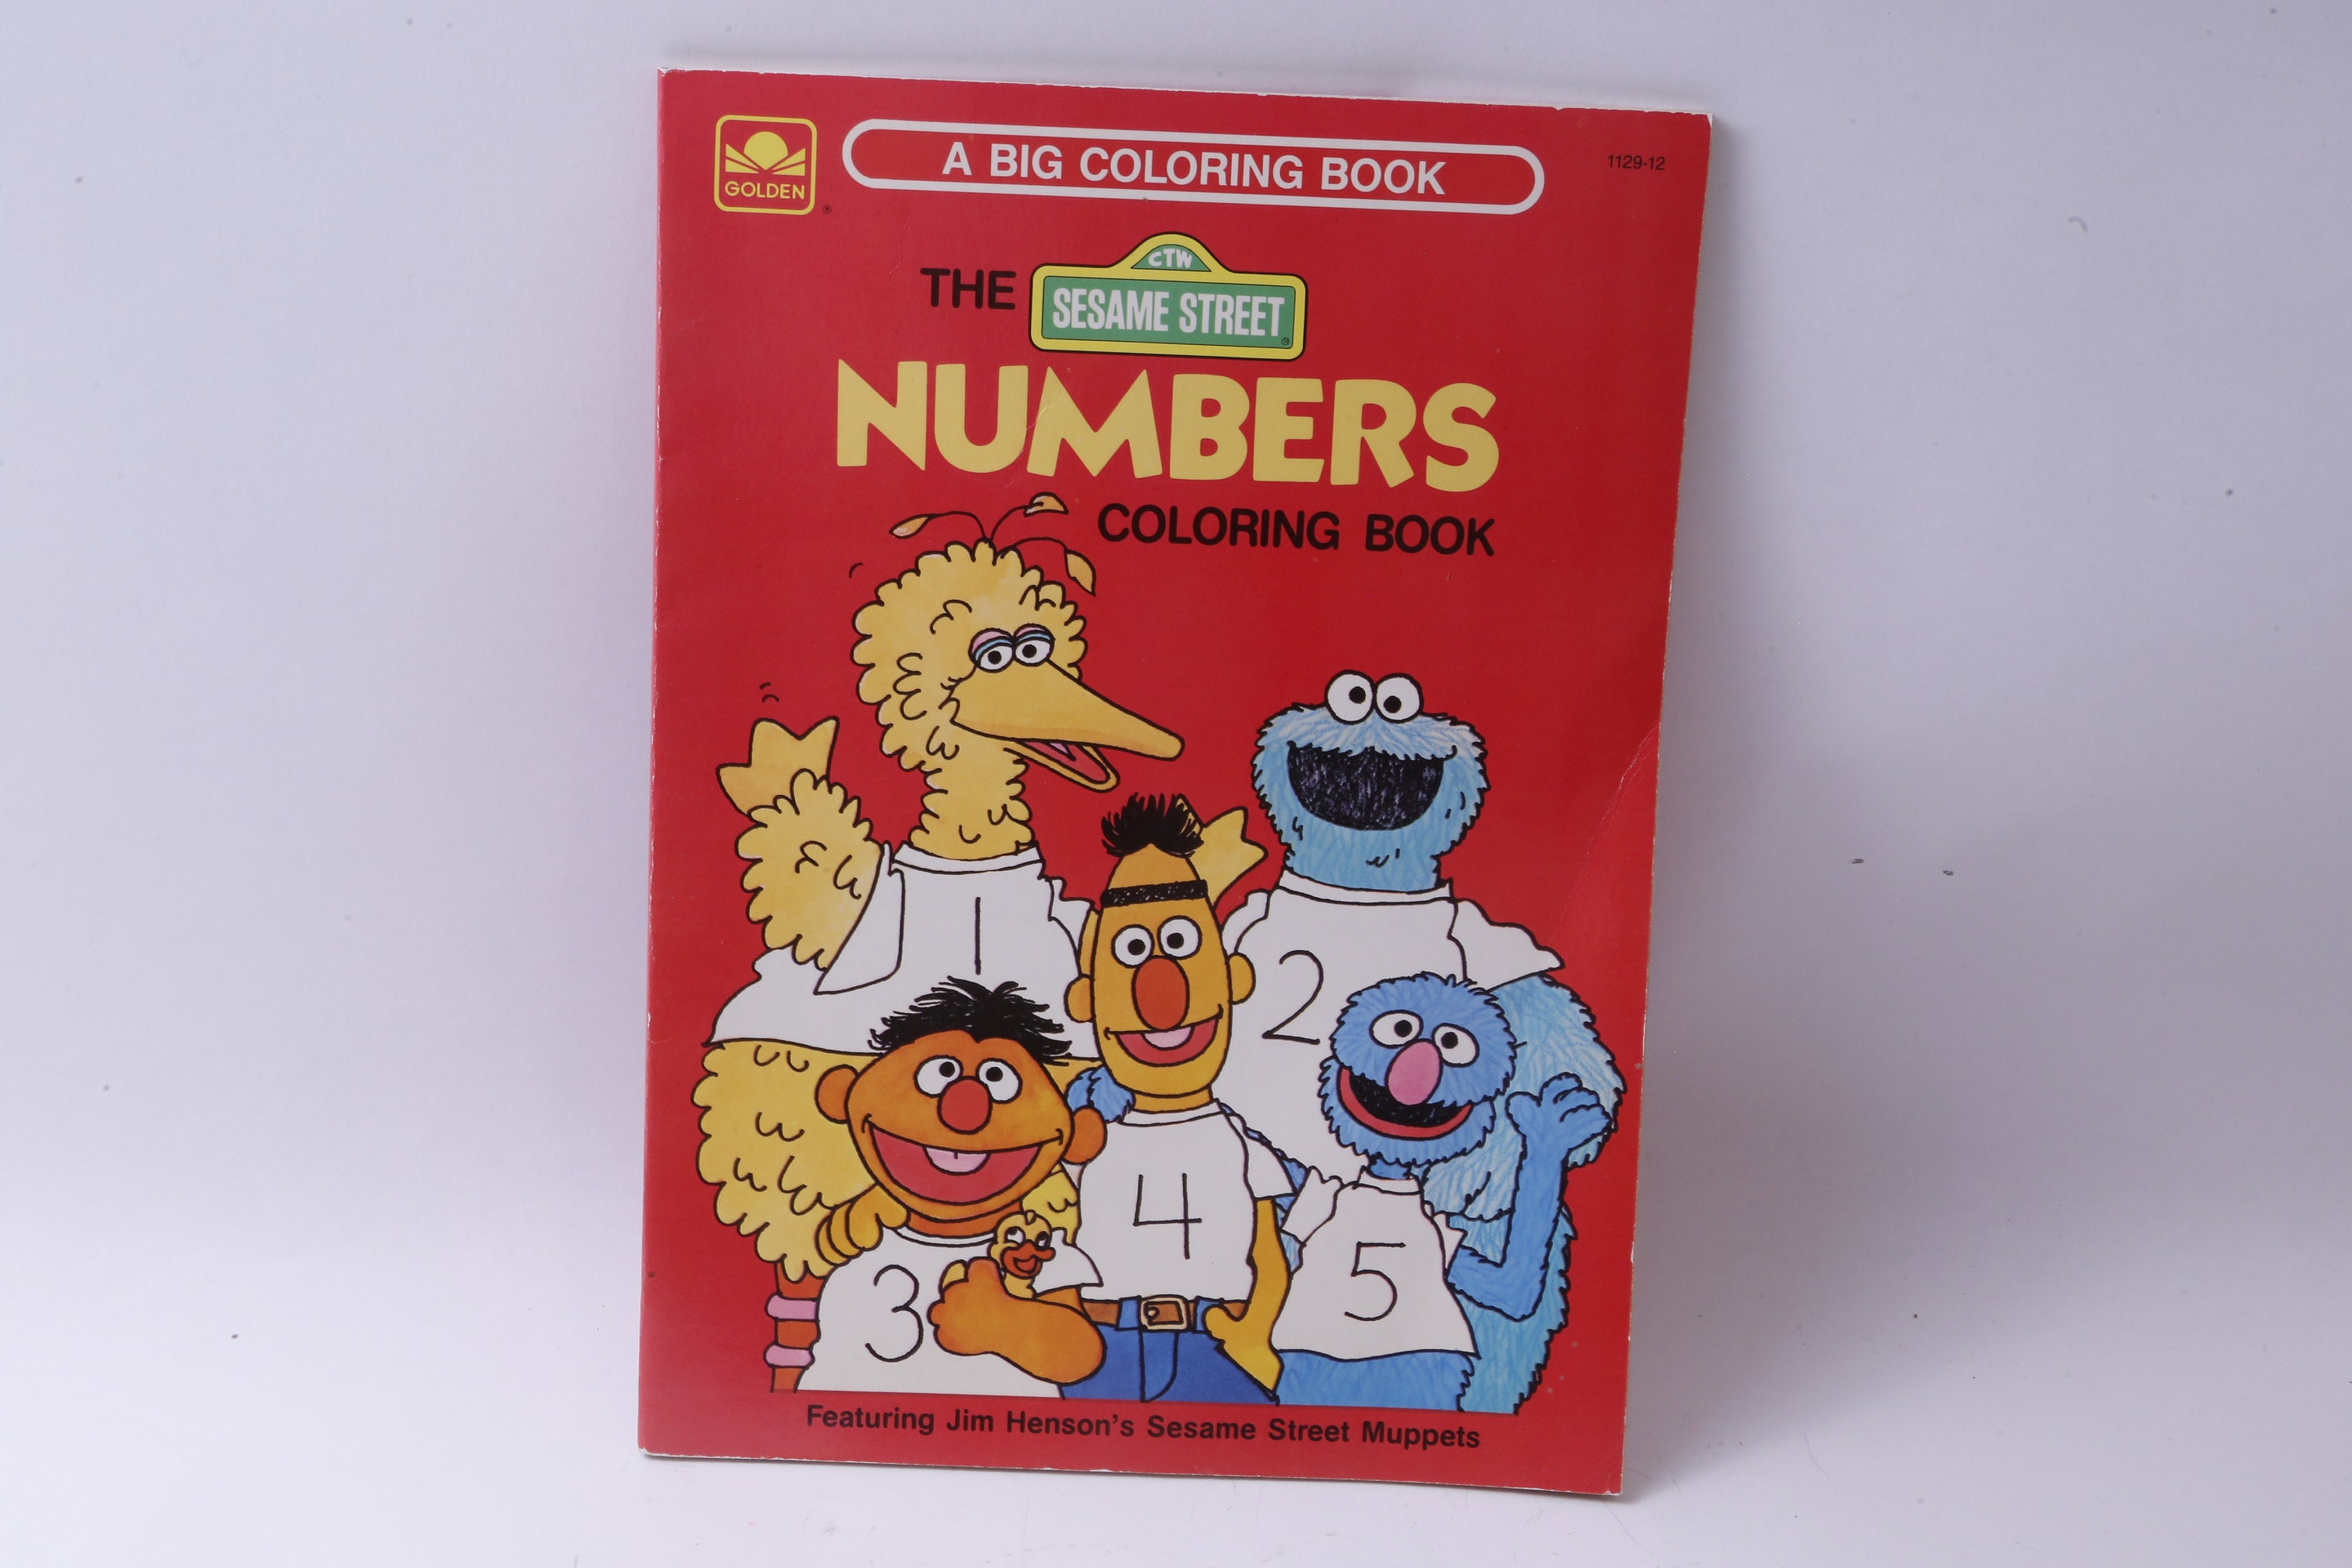 A BIG COLORING BOOK
1129-12
GOLDEN
®
CTW
THE SESAME STREET®
NUMBERS
COLORING BOOK
1
2
3
4
5
Featuring Jim Henson's Sesame Street Muppets